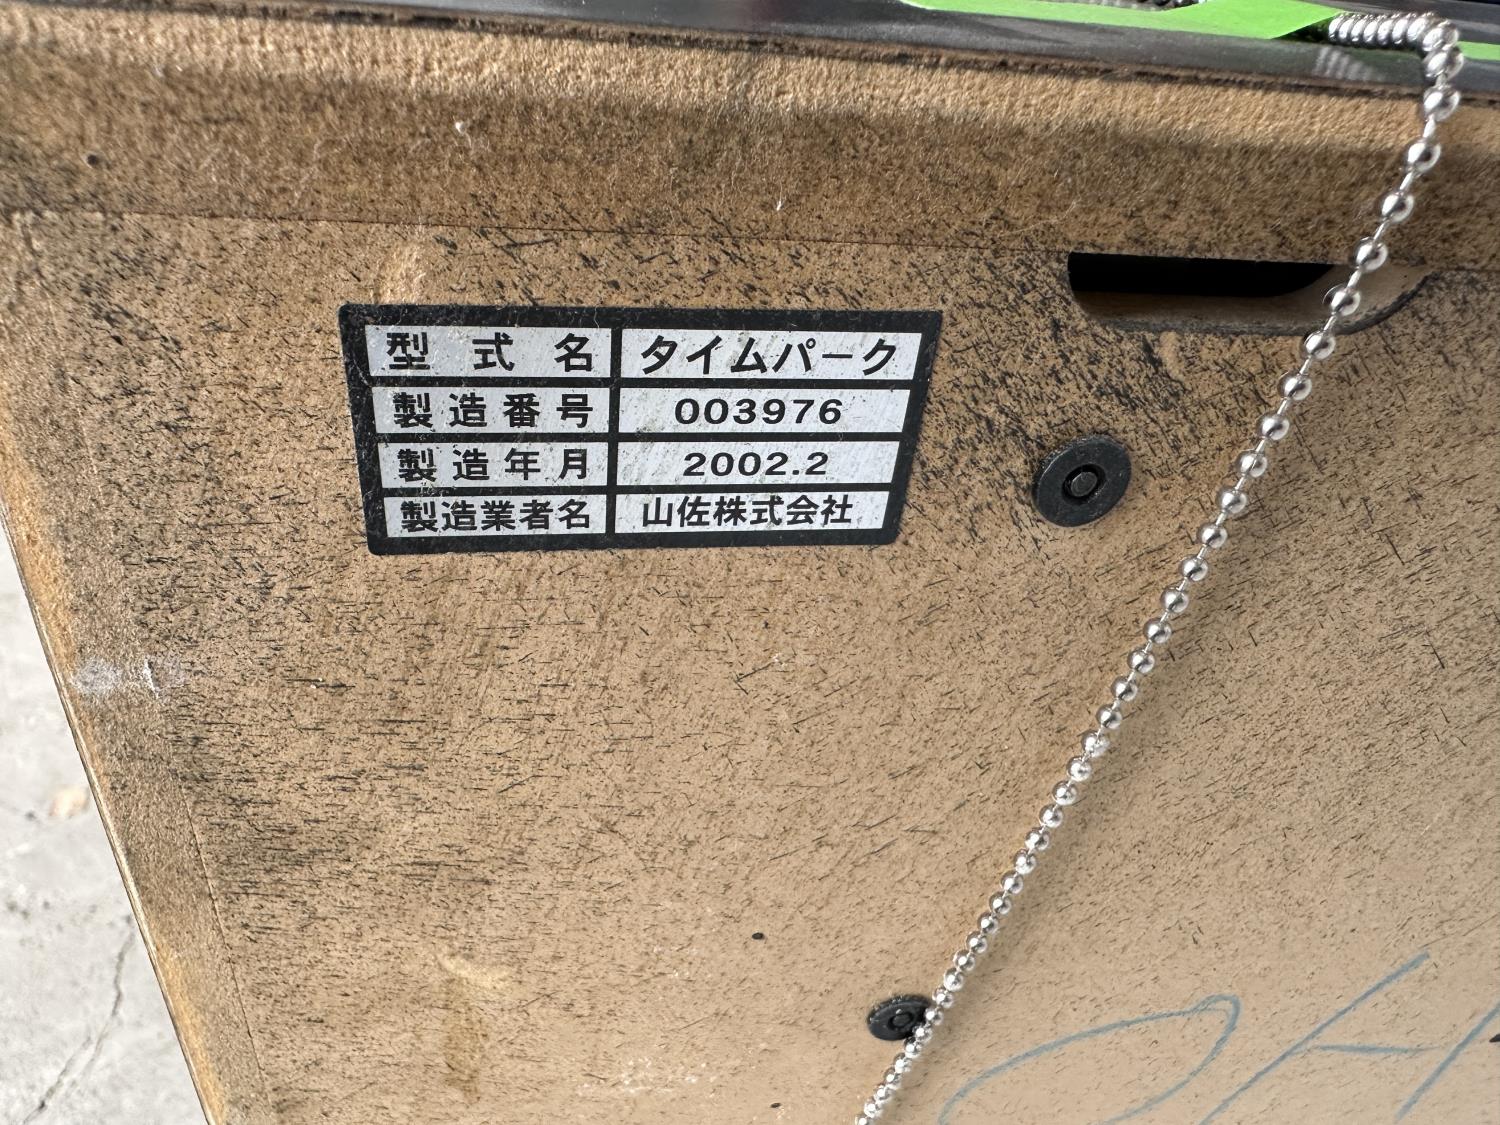 型式名 タイムパーク
製造番号 003976
製造年月 2002.2
製造業者名 山佐株式会社